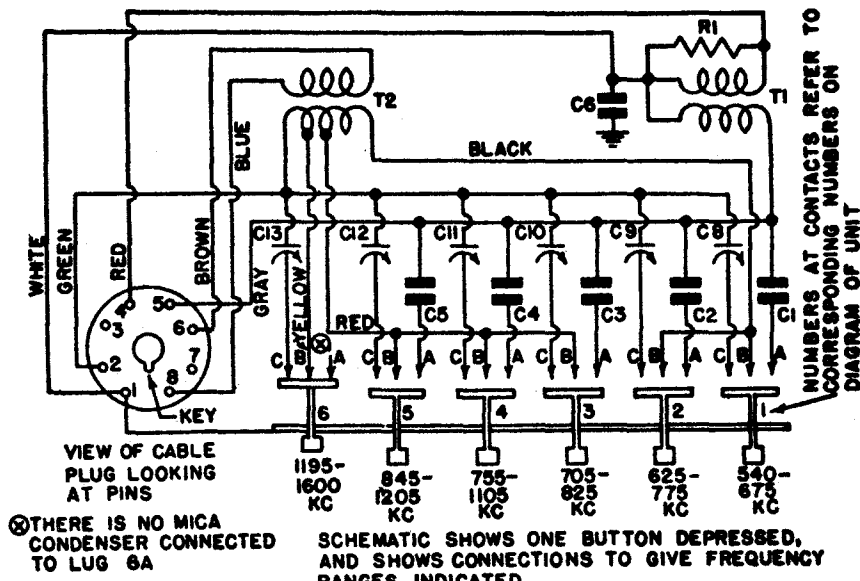 R1
T2
T1
C6
BLACK
BLUE
WHITE
GREEN
RED
BROWN
GRAY
YELLOW
RED
C13
C12
C11
C10
C9
C8
C5
C4
C3
C2
C1
C B A
C B A
C B A
C B A
C B A
C B A
4
5
3
6
2
7
1
8
KEY
6
5
4
3
2
1
1195-
1600
KC
845-
1205
KC
755-
1105
KC
705-
825
KC
625-
775
KC
540-
675
KC
NUMBERS AT CONTACTS REFER TO
CORRESPONDING NUMBERS ON
DIAGRAM OF UNIT
VIEW OF CABLE
PLUG LOOKING
AT PINS
⊗THERE IS NO MICA
CONDENSER CONNECTED
TO LUG 6A
SCHEMATIC SHOWS ONE BUTTON DEPRESSED,
AND SHOWS CONNECTIONS TO GIVE FREQUENCY
RANGES INDICATED